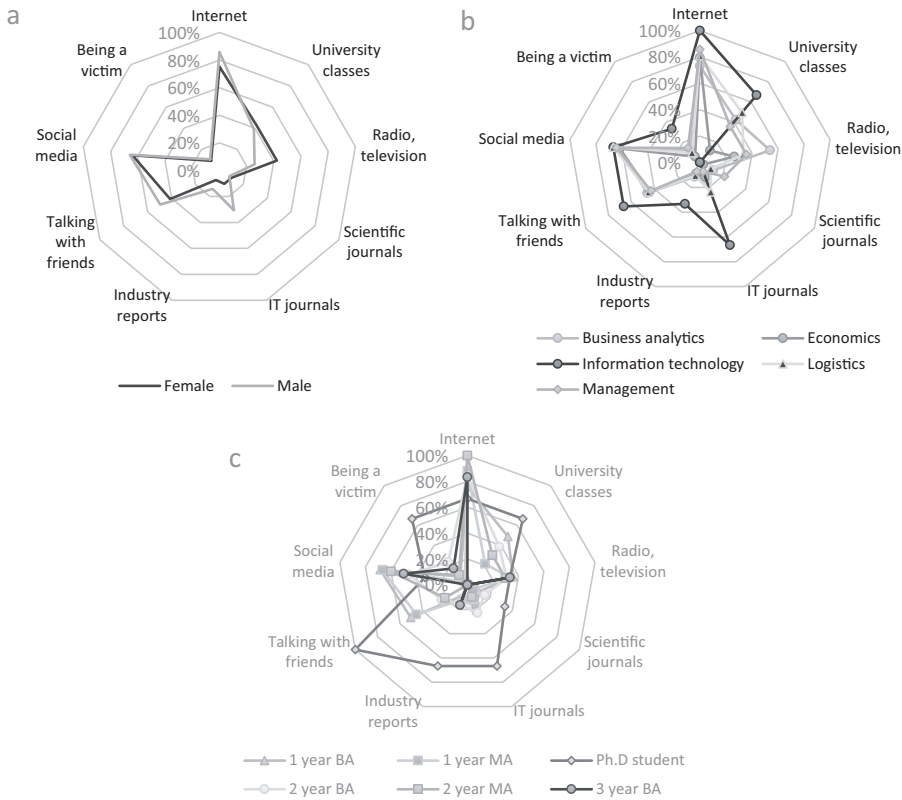 a
Internet
100%
80%
60%
40%
20%
0%
University
classes
Radio,
television
Scientific
journals
IT journals
Industry
reports
Talking
with
friends
Social
media
Being a
victim
Female
Male
b
Internet
100%
80%
60%
40%
20%
0%
University
classes
Radio,
television
Scientific
journals
IT journals
Industry
reports
Talking with
friends
Social media
Being a victim
Business analytics
Economics
Information technology
Logistics
Management
c
Internet
100%
80%
60%
40%
20%
0%
University
classes
Radio,
television
Scientific
journals
IT journals
Industry
reports
Talking with
friends
Social
media
Being a
victim
1 year BA
1 year MA
Ph.D student
2 year BA
2 year MA
3 year BA